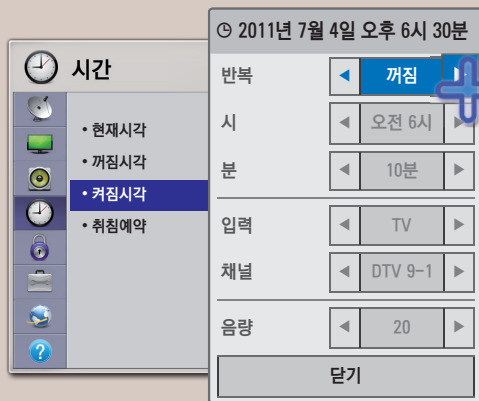 시간
• 현재시각
• 꺼짐시각
• 켜짐시각
• 취침예약
2011년 7월 4일 오후 6시 30분
반복 ◀ 꺼짐 ▶
시 ◀ 오전 6시 ▶
분 ◀ 10분 ▶
입력 ◀ TV ▶
채널 ◀ DTV 9-1 ▶
음량 ◀ 20 ▶
닫기